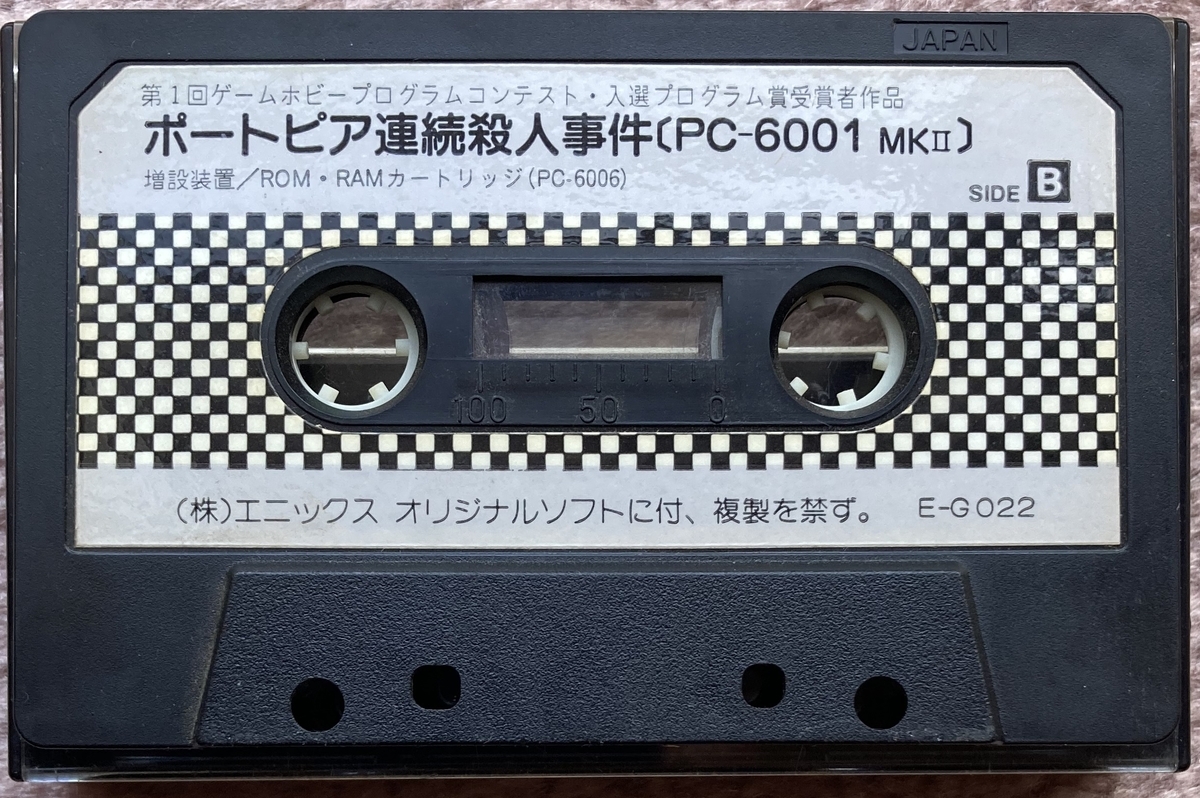 JAPAN
第1回ゲームホビープログラムコンテスト・入選プログラム賞受賞者作品
ポートピア連続殺人事件〔PC-6001 MKⅡ〕
増設装置/ROM・RAMカートリッジ(PC-6006)
SIDE B
100 50 0
(株)エニックス オリジナルソフトに付、複製を禁ず。 E-G022